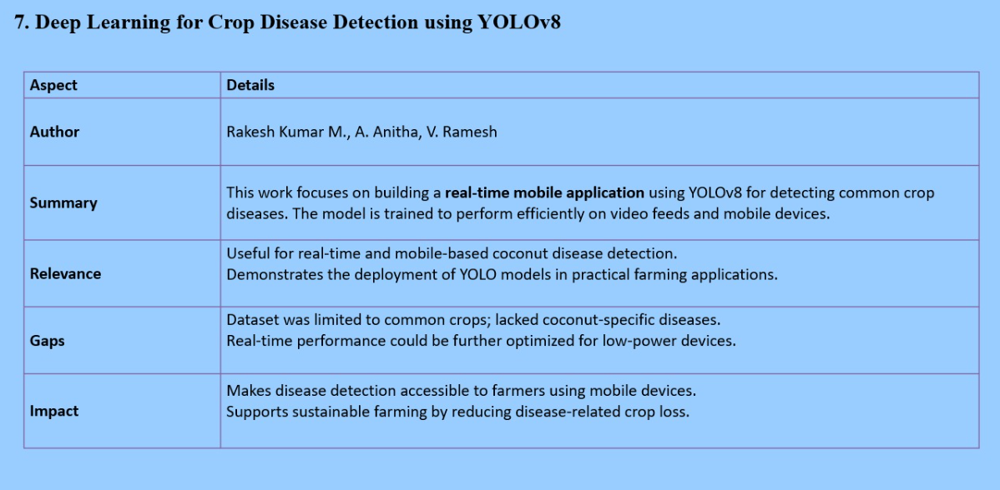 7. Deep Learning for Crop Disease Detection using YOLOv8
Aspect
Details
Author
Rakesh Kumar M., A. Anitha, V. Ramesh
Summary
This work focuses on building a real-time mobile application using YOLOv8 for detecting common crop
diseases. The model is trained to perform efficiently on video feeds and mobile devices.
Relevance
Useful for real-time and mobile-based coconut disease detection.
Demonstrates the deployment of YOLO models in practical farming applications.
Gaps
Dataset was limited to common crops; lacked coconut-specific diseases.
Real-time performance could be further optimized for low-power devices.
Impact
Makes disease detection accessible to farmers using mobile devices.
Supports sustainable farming by reducing disease-related crop loss.